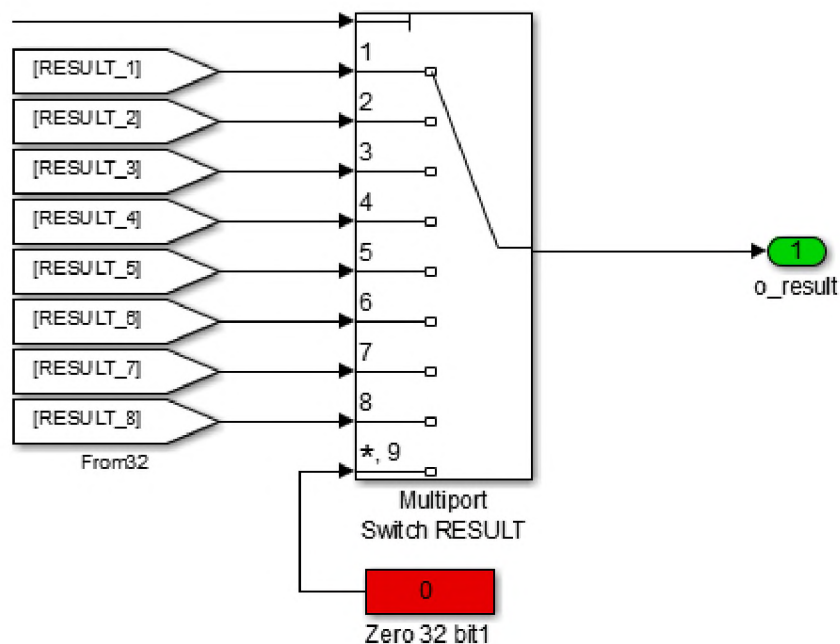 [RESULT_1]
1
[RESULT_2]
2
[RESULT_3]
3
[RESULT_4]
4
[RESULT_5]
5
[RESULT_6]
6
[RESULT_7]
7
[RESULT_8]
8
From32
*, 9
1
o_result
Multiport
Switch RESULT
0
Zero 32 bit1